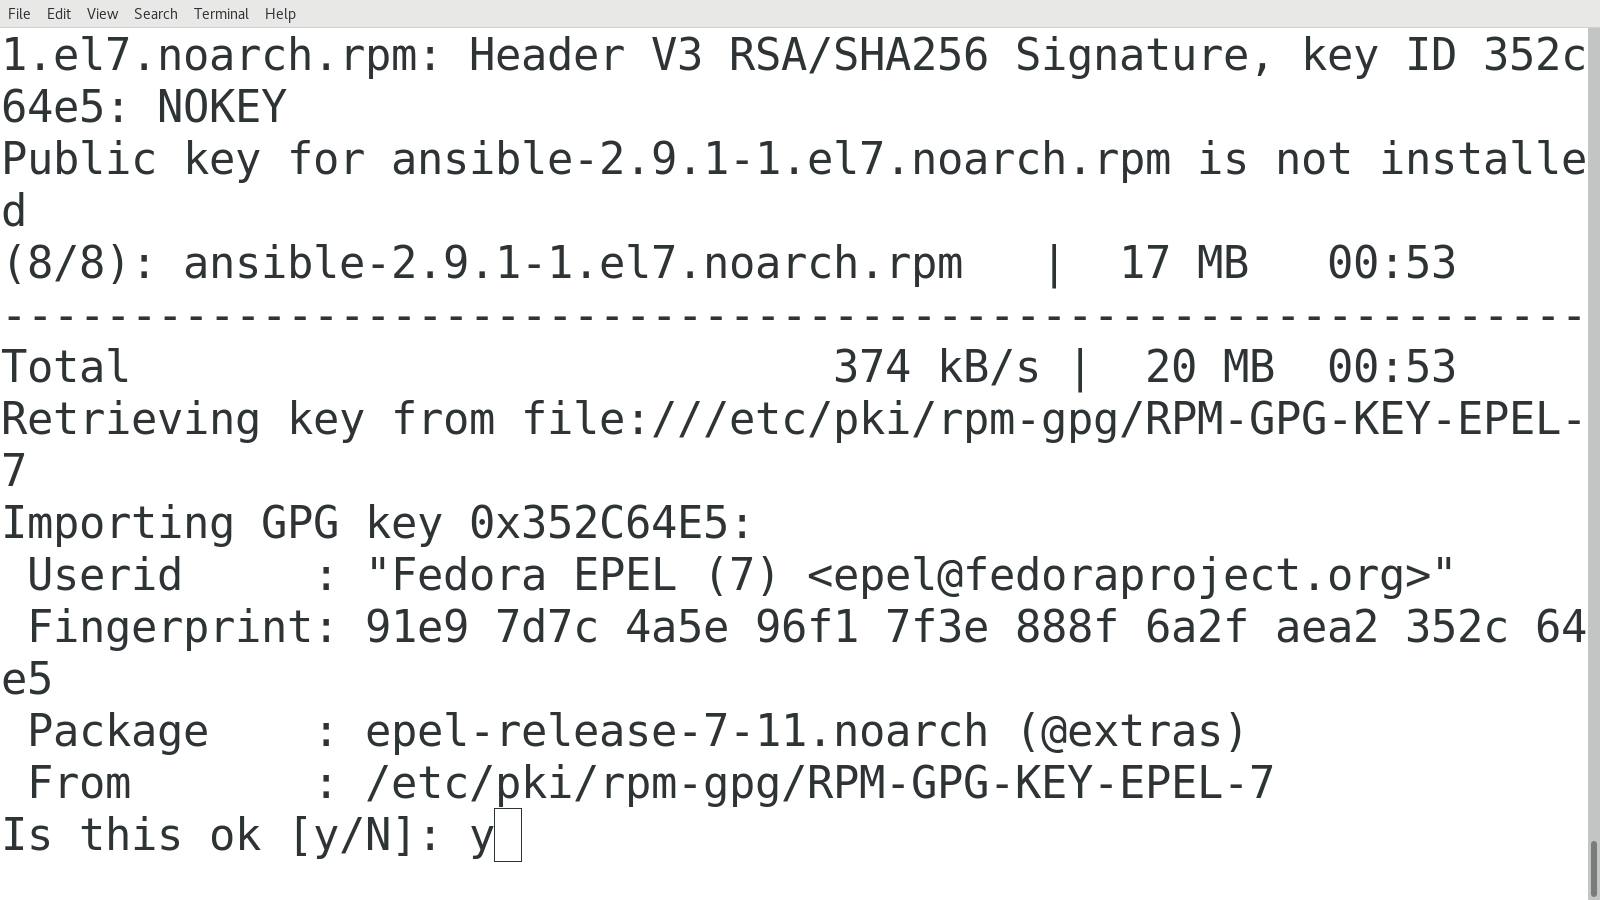 File Edit View Search Terminal Help
1.el7.noarch.rpm: Header V3 RSA/SHA256 Signature, key ID 352c
64e5: NOKEY
Public key for ansible-2.9.1-1.el7.noarch.rpm is not installe
d
(8/8): ansible-2.9.1-1.el7.noarch.rpm   |  17 MB   00:53
-------------------------------------------------------------
Total                           374 kB/s |  20 MB  00:53
Retrieving key from file:///etc/pki/rpm-gpg/RPM-GPG-KEY-EPEL-
7
Importing GPG key 0x352C64E5:
 Userid     : "Fedora EPEL (7) <epel@fedoraproject.org>"
 Fingerprint: 91e9 7d7c 4a5e 96f1 7f3e 888f 6a2f aea2 352c 64
e5
 Package    : epel-release-7-11.noarch (@extras)
 From       : /etc/pki/rpm-gpg/RPM-GPG-KEY-EPEL-7
Is this ok [y/N]: y